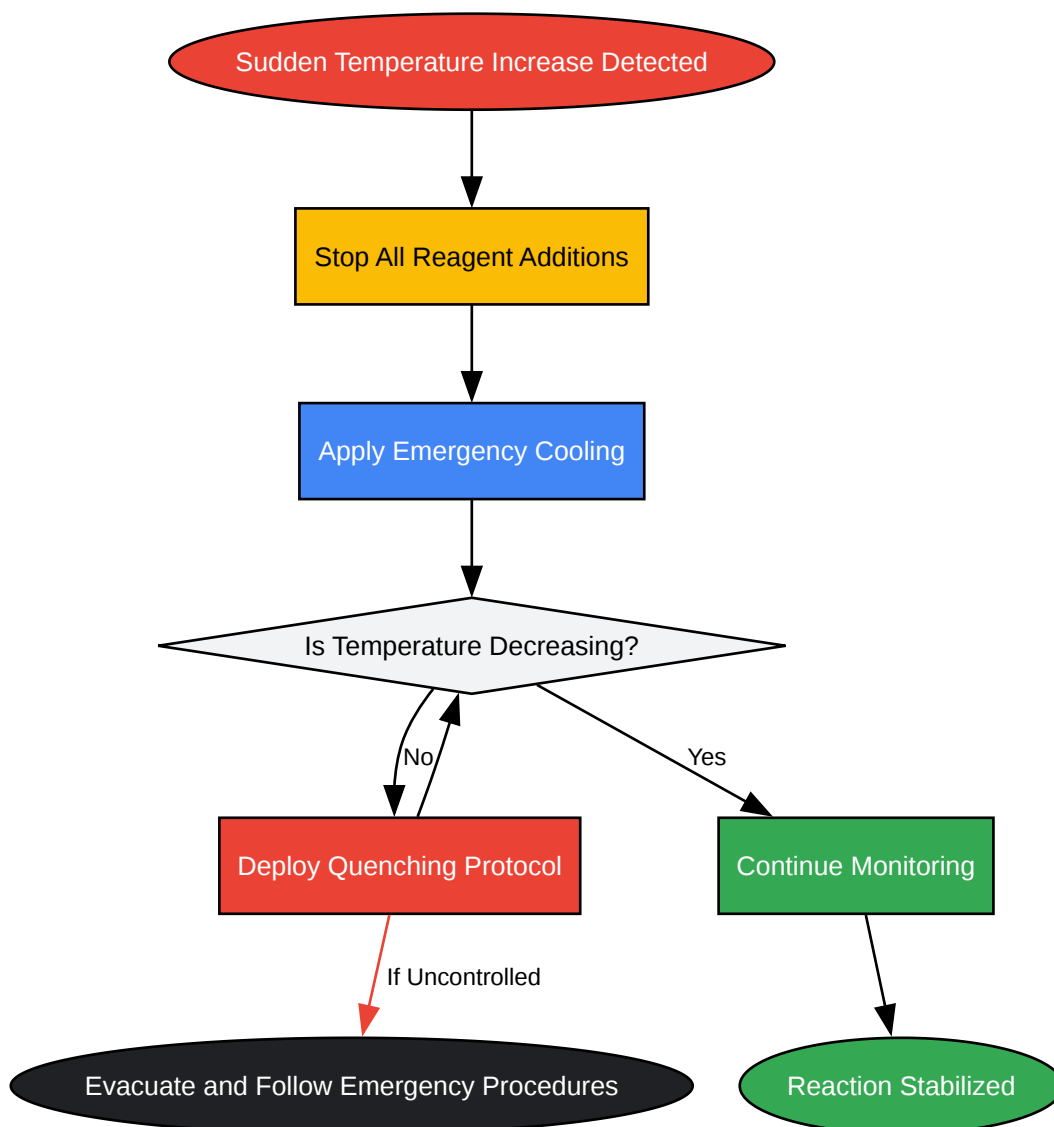 Sudden Temperature Increase Detected
Stop All Reagent Additions
Apply Emergency Cooling
Is Temperature Decreasing?
No
Yes
Deploy Quenching Protocol
Continue Monitoring
If Uncontrolled
Evacuate and Follow Emergency Procedures
Reaction Stabilized